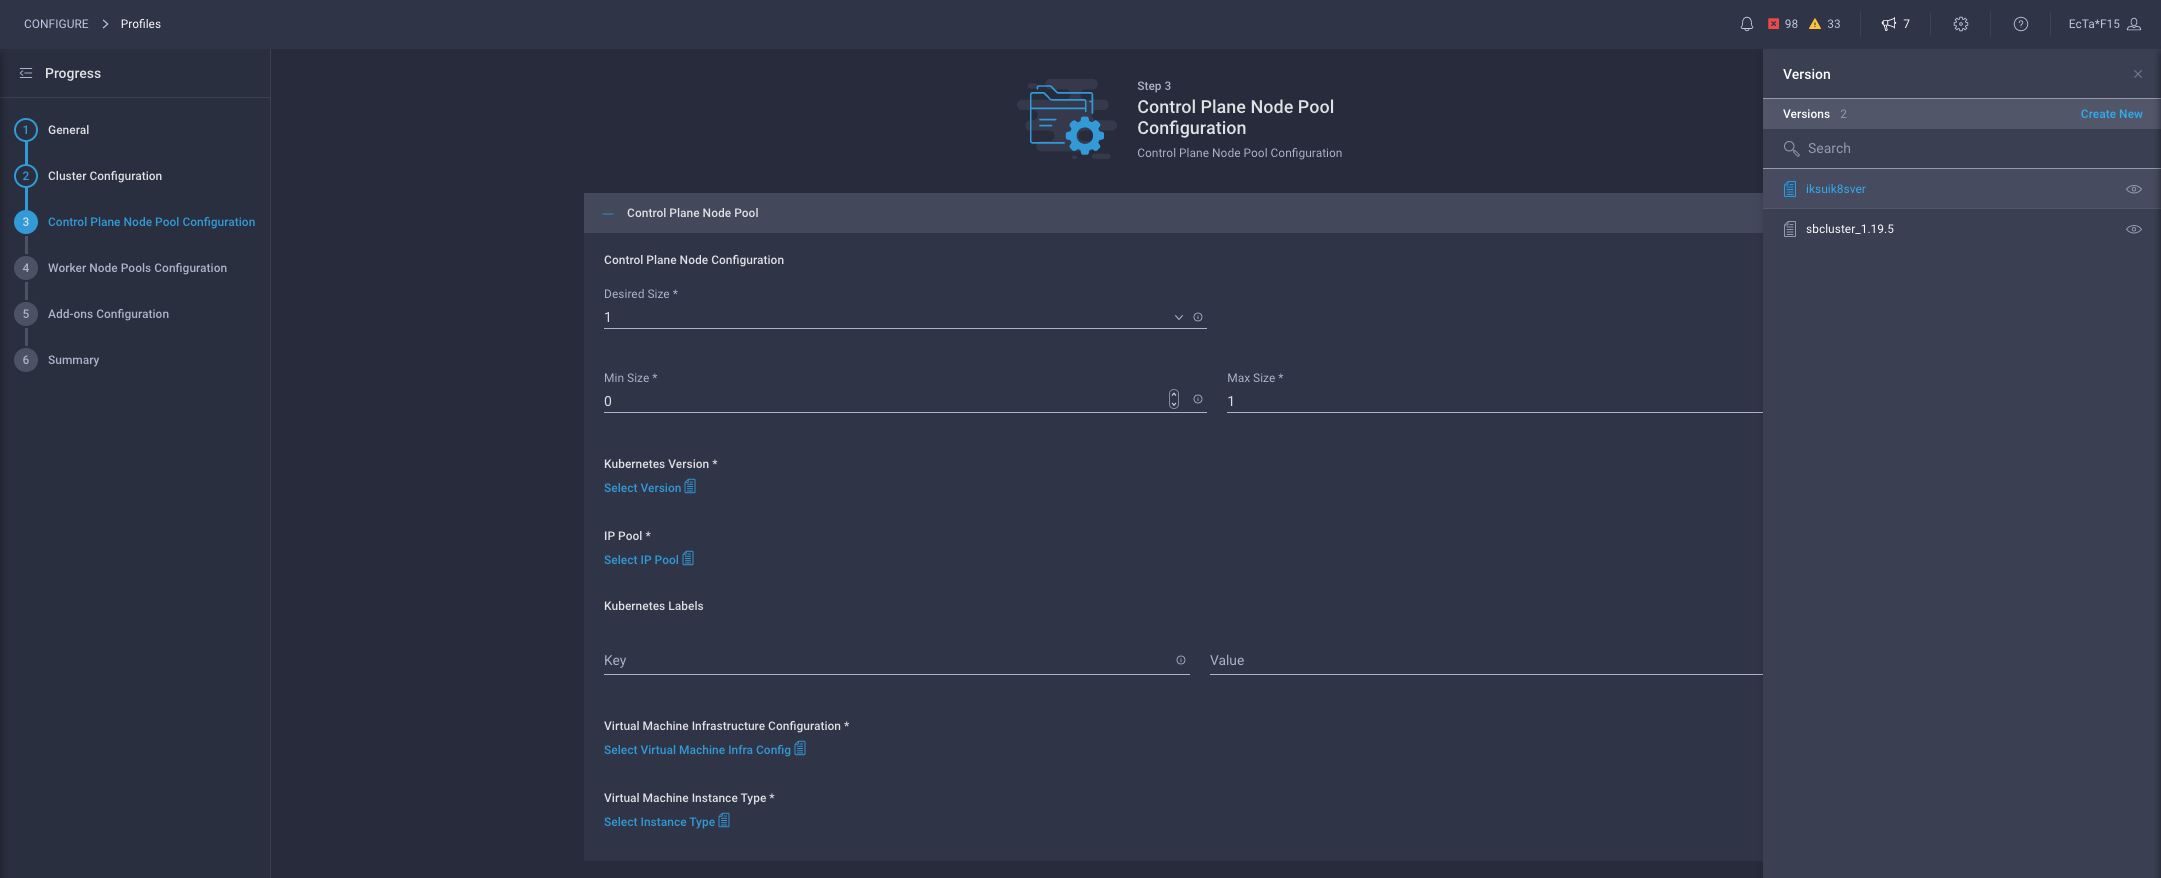 CONFIGURE > Profiles
98
33
7
EcTa*F15
Progress
1 General
2 Cluster Configuration
3 Control Plane Node Pool Configuration
4 Worker Node Pools Configuration
5 Add-ons Configuration
6 Summary
Step 3
Control Plane Node Pool
Configuration
Control Plane Node Pool Configuration
Control Plane Node Pool
Control Plane Node Configuration
Desired Size *
1
Min Size *
0
Max Size *
1
Kubernetes Version *
Select Version
IP Pool *
Select IP Pool
Kubernetes Labels
Key
Value
Virtual Machine Infrastructure Configuration *
Select Virtual Machine Infra Config
Virtual Machine Instance Type *
Select Instance Type
Version
Versions 2
Create New
Search
iksuik8sver
sbcluster_1.19.5